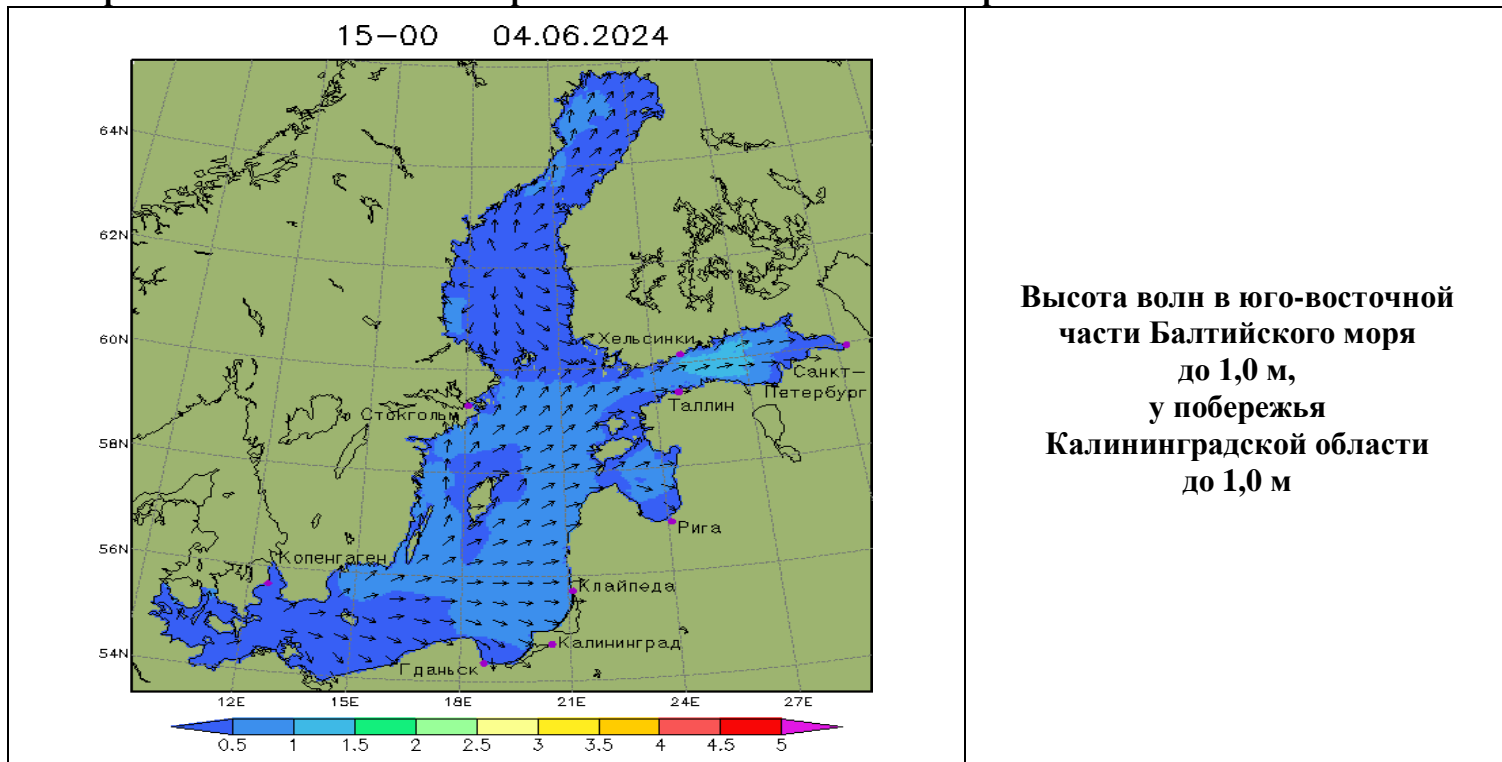 15-00 04.06.2024
64N
62N
60N
58N
56N
54N
Хельсинки
Санкт-
Петербург
Таллин
Стокгольм
Рига
Копенгаген
Клайпеда
Калининград
Гданьск
12E 15E 18E 21E 24E 27E
0.5 1 1.5 2 2.5 3 3.5 4 4.5 5
Высота волн в юго-восточной
части Балтийского моря
до 1,0 м,
у побережья
Калининградской области
до 1,0 м